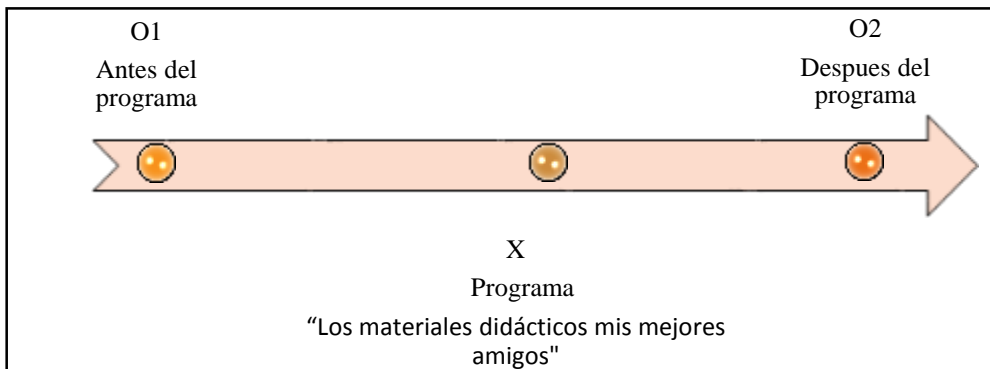 O1
Antes del
programa
O2
Despues del
programa
X
Programa
“Los materiales didácticos mis mejores
amigos"